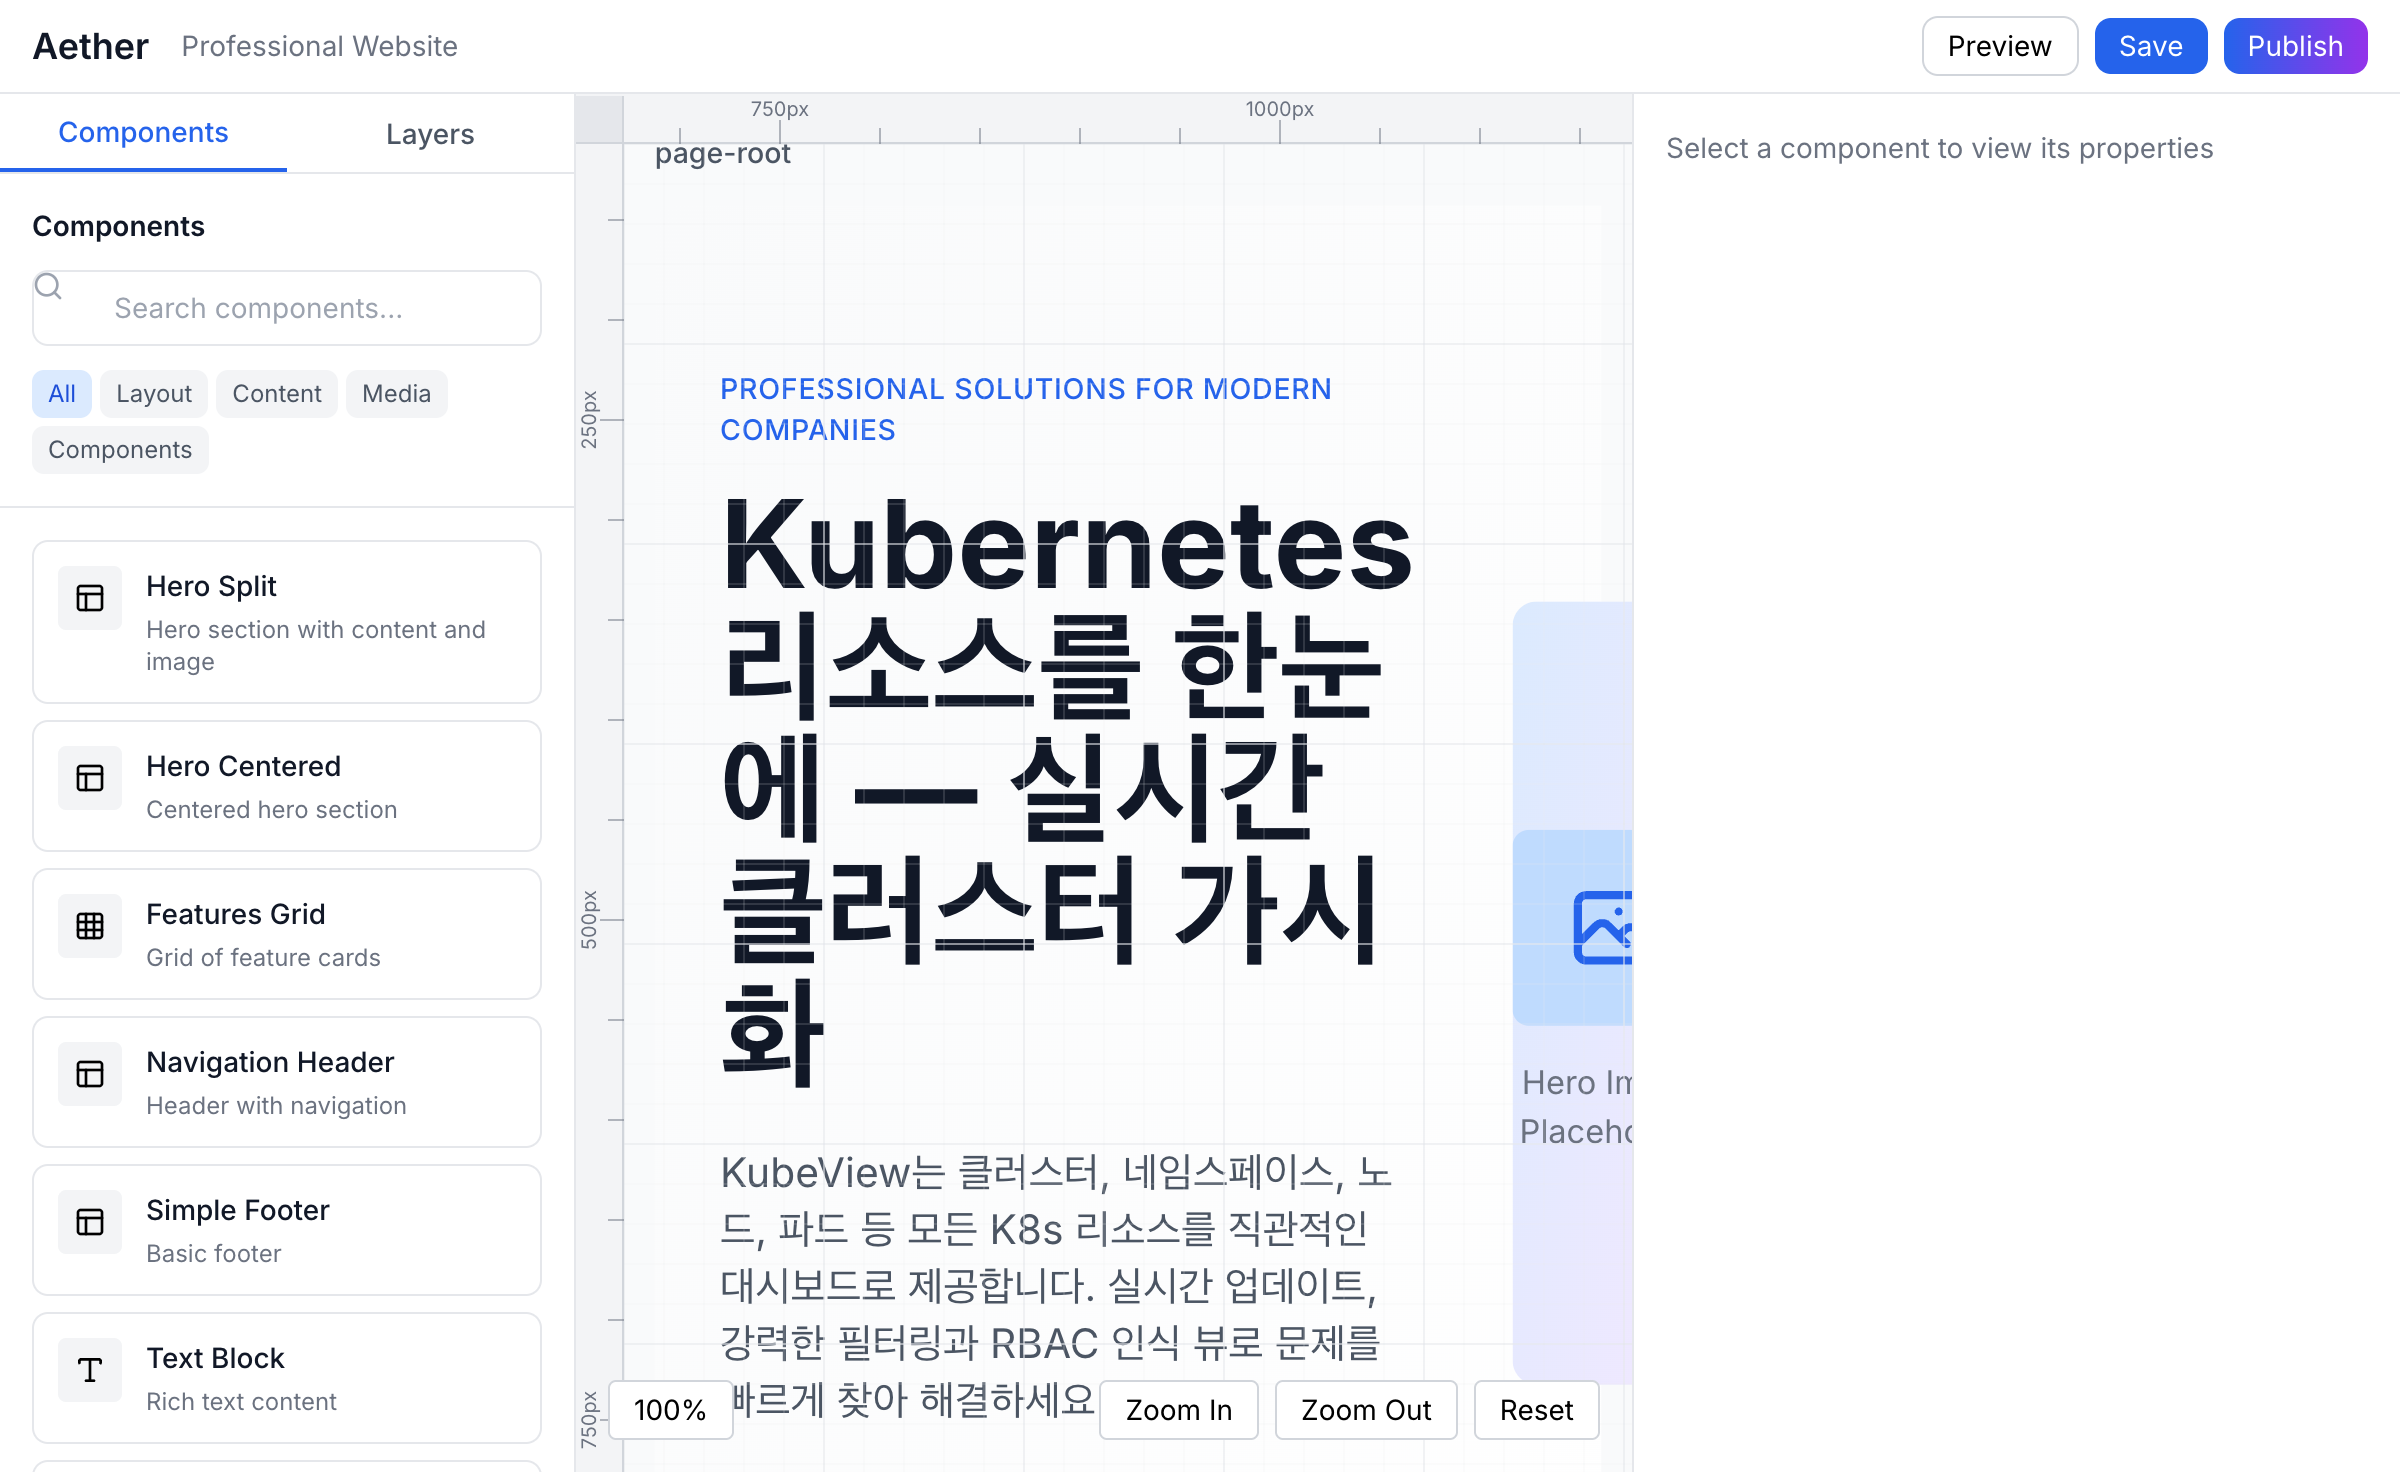 Aether
Professional Website
Preview
Save
Publish
Components
Layers
Components
Search components...
All
Layout
Content
Media
Components
Hero Split
Hero section with content and
image
Hero Centered
Centered hero section
Features Grid
Grid of feature cards
Navigation Header
Header with navigation
Simple Footer
Basic footer
Text Block
Rich text content
750px
1000px
250px
500px
750px
page-root
PROFESSIONAL SOLUTIONS FOR MODERN
COMPANIES
Kubernetes
리소스를 한눈
에 — 실시간
클러스터 가시
화
KubeView는 클러스터, 네임스페이스, 노
드, 파드 등 모든 K8s 리소스를 직관적인
대시보드로 제공합니다. 실시간 업데이트,
강력한 필터링과 RBAC 인식 뷰로 문제를
빠르게 찾아 해결하세요
Hero
100%
Zoom In
Zoom Out
Reset
Select a component to view its properties